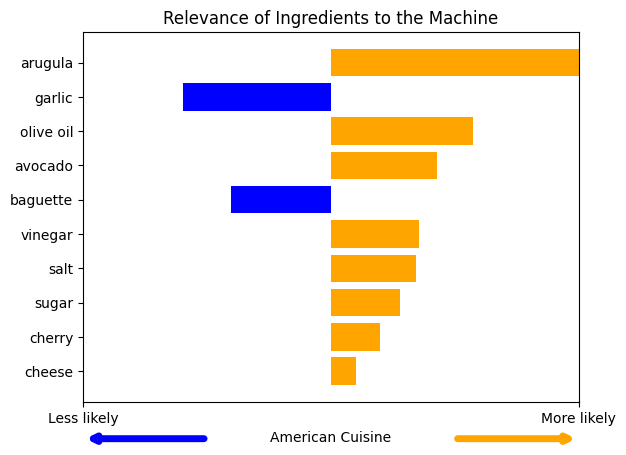 Relevance of Ingredients to the Machine
arugula
garlic
olive oil
avocado
baguette
vinegar
salt
sugar
cherry
cheese
Less likely
More likely
American Cuisine